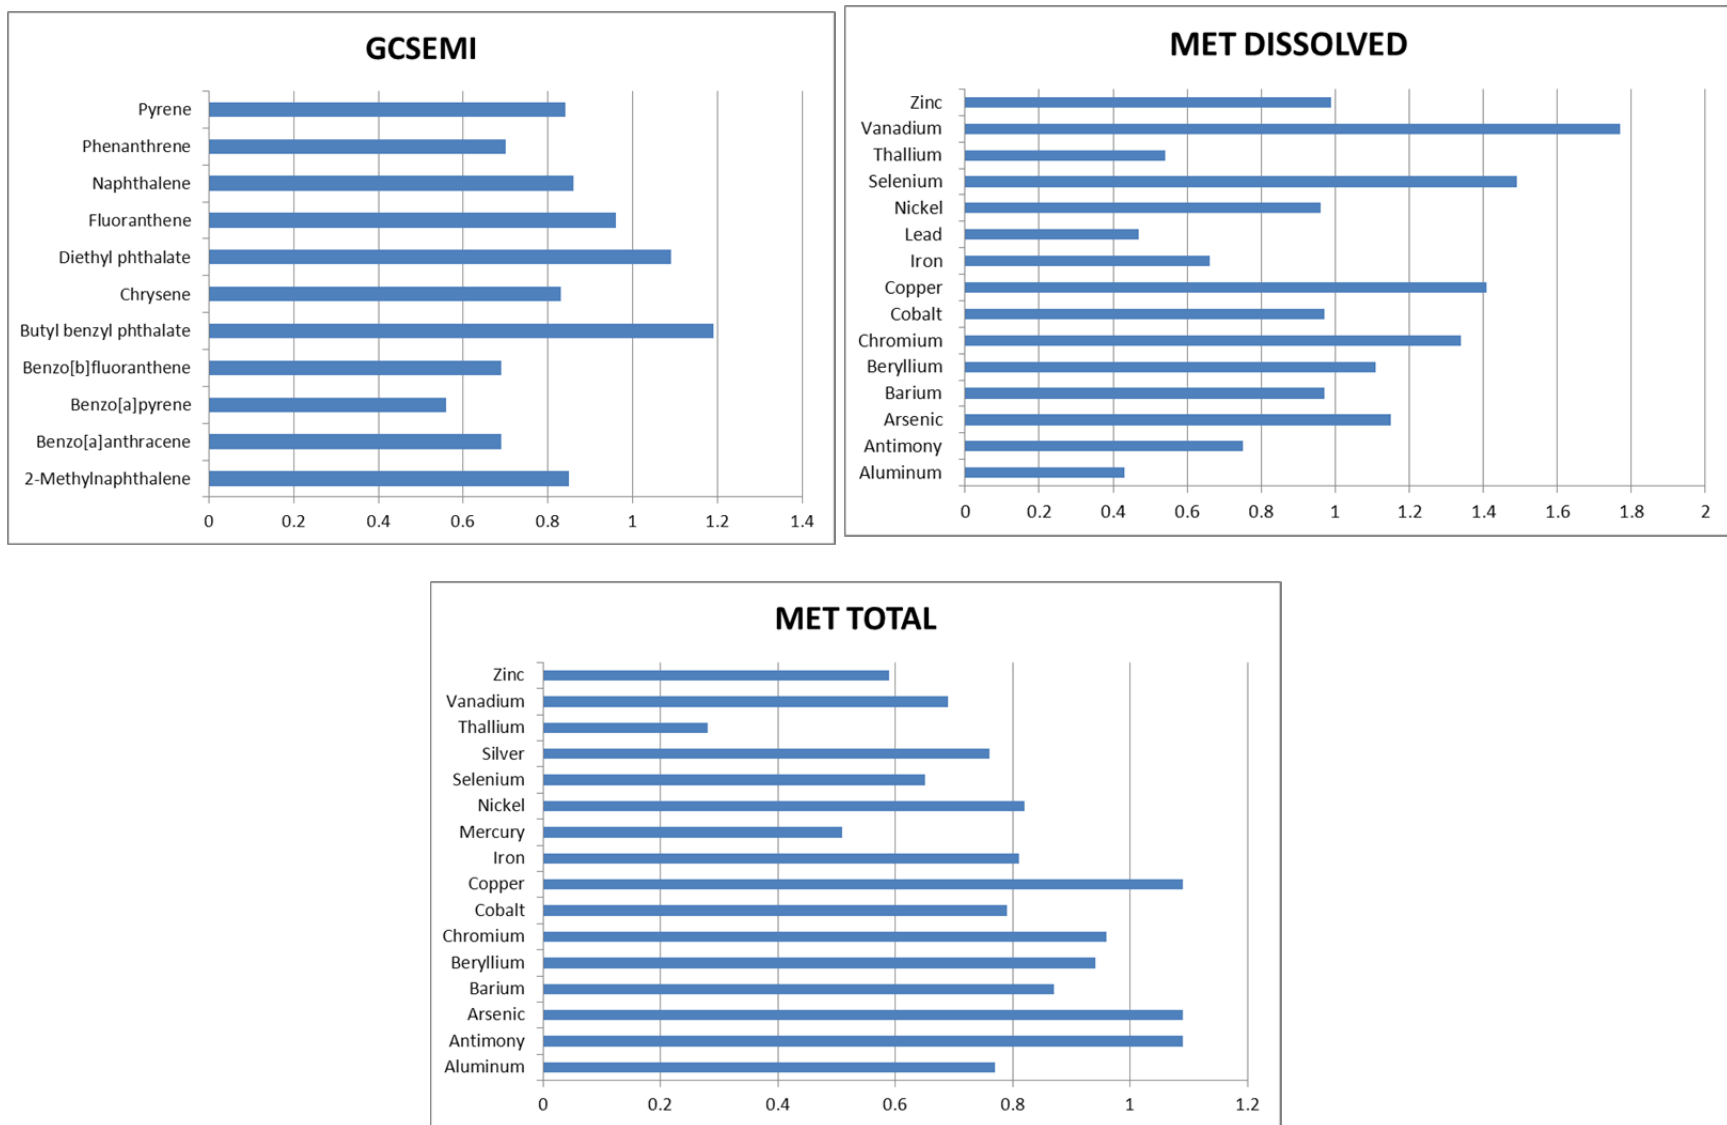 GCSEMI
Pyrene
Phenanthrene
Naphthalene
Fluoranthene
Diethyl phthalate
Chrysene
Butyl benzyl phthalate
Benzo[b]fluoranthene
Benzo[a]pyrene
Benzo[a]anthracene
2-Methylnaphthalene
0 0.2 0.4 0.6 0.8 1 1.2 1.4
MET DISSOLVED
Zinc
Vanadium
Thallium
Selenium
Nickel
Lead
Iron
Copper
Cobalt
Chromium
Beryllium
Barium
Arsenic
Antimony
Aluminum
0 0.2 0.4 0.6 0.8 1 1.2 1.4 1.6 1.8 2
MET TOTAL
Zinc
Vanadium
Thallium
Silver
Selenium
Nickel
Mercury
Iron
Copper
Cobalt
Chromium
Beryllium
Barium
Arsenic
Antimony
Aluminum
0 0.2 0.4 0.6 0.8 1 1.2